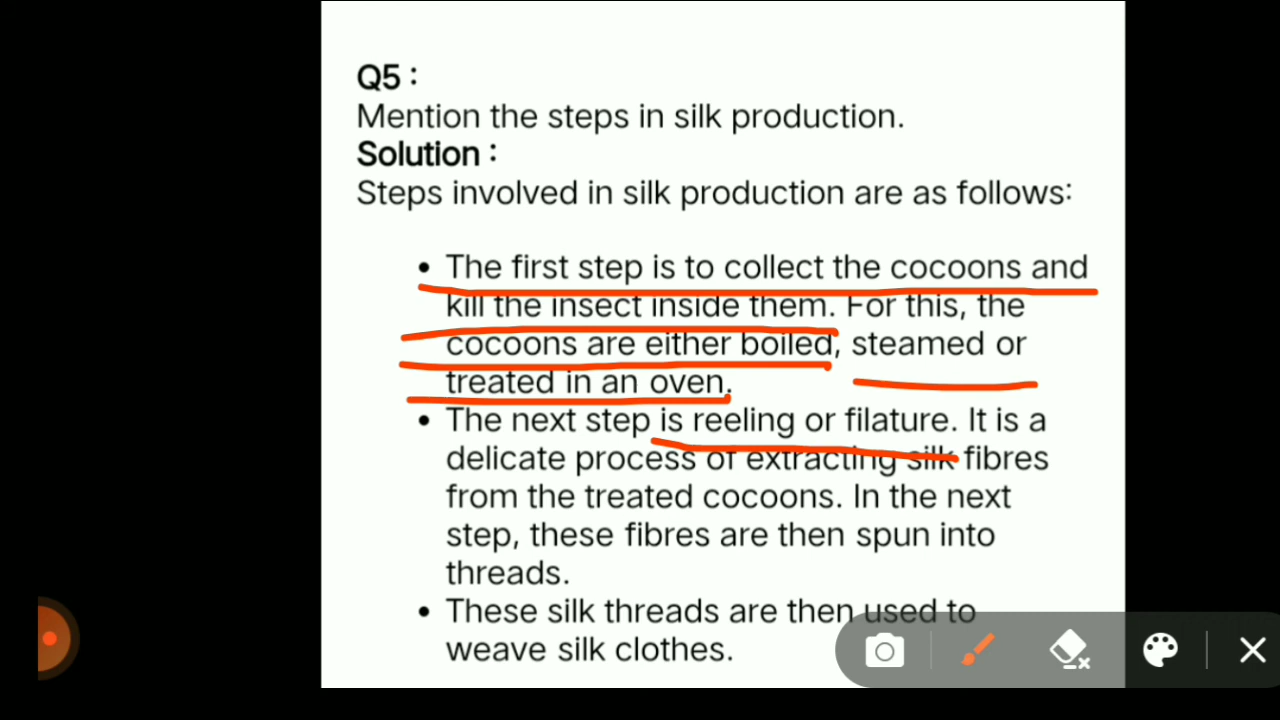 Q5 :
Mention the steps in silk production.
Solution :
Steps involved in silk production are as follows:
• The first step is to collect the cocoons and
kill the insect inside them. For this, the
cocoons are either boiled, steamed or
treated in an oven.
• The next step is reeling or filature. It is a
delicate process of extracting silk fibres
from the treated cocoons. In the next
step, these fibres are then spun into
threads.
• These silk threads are then used to
weave silk clothes.